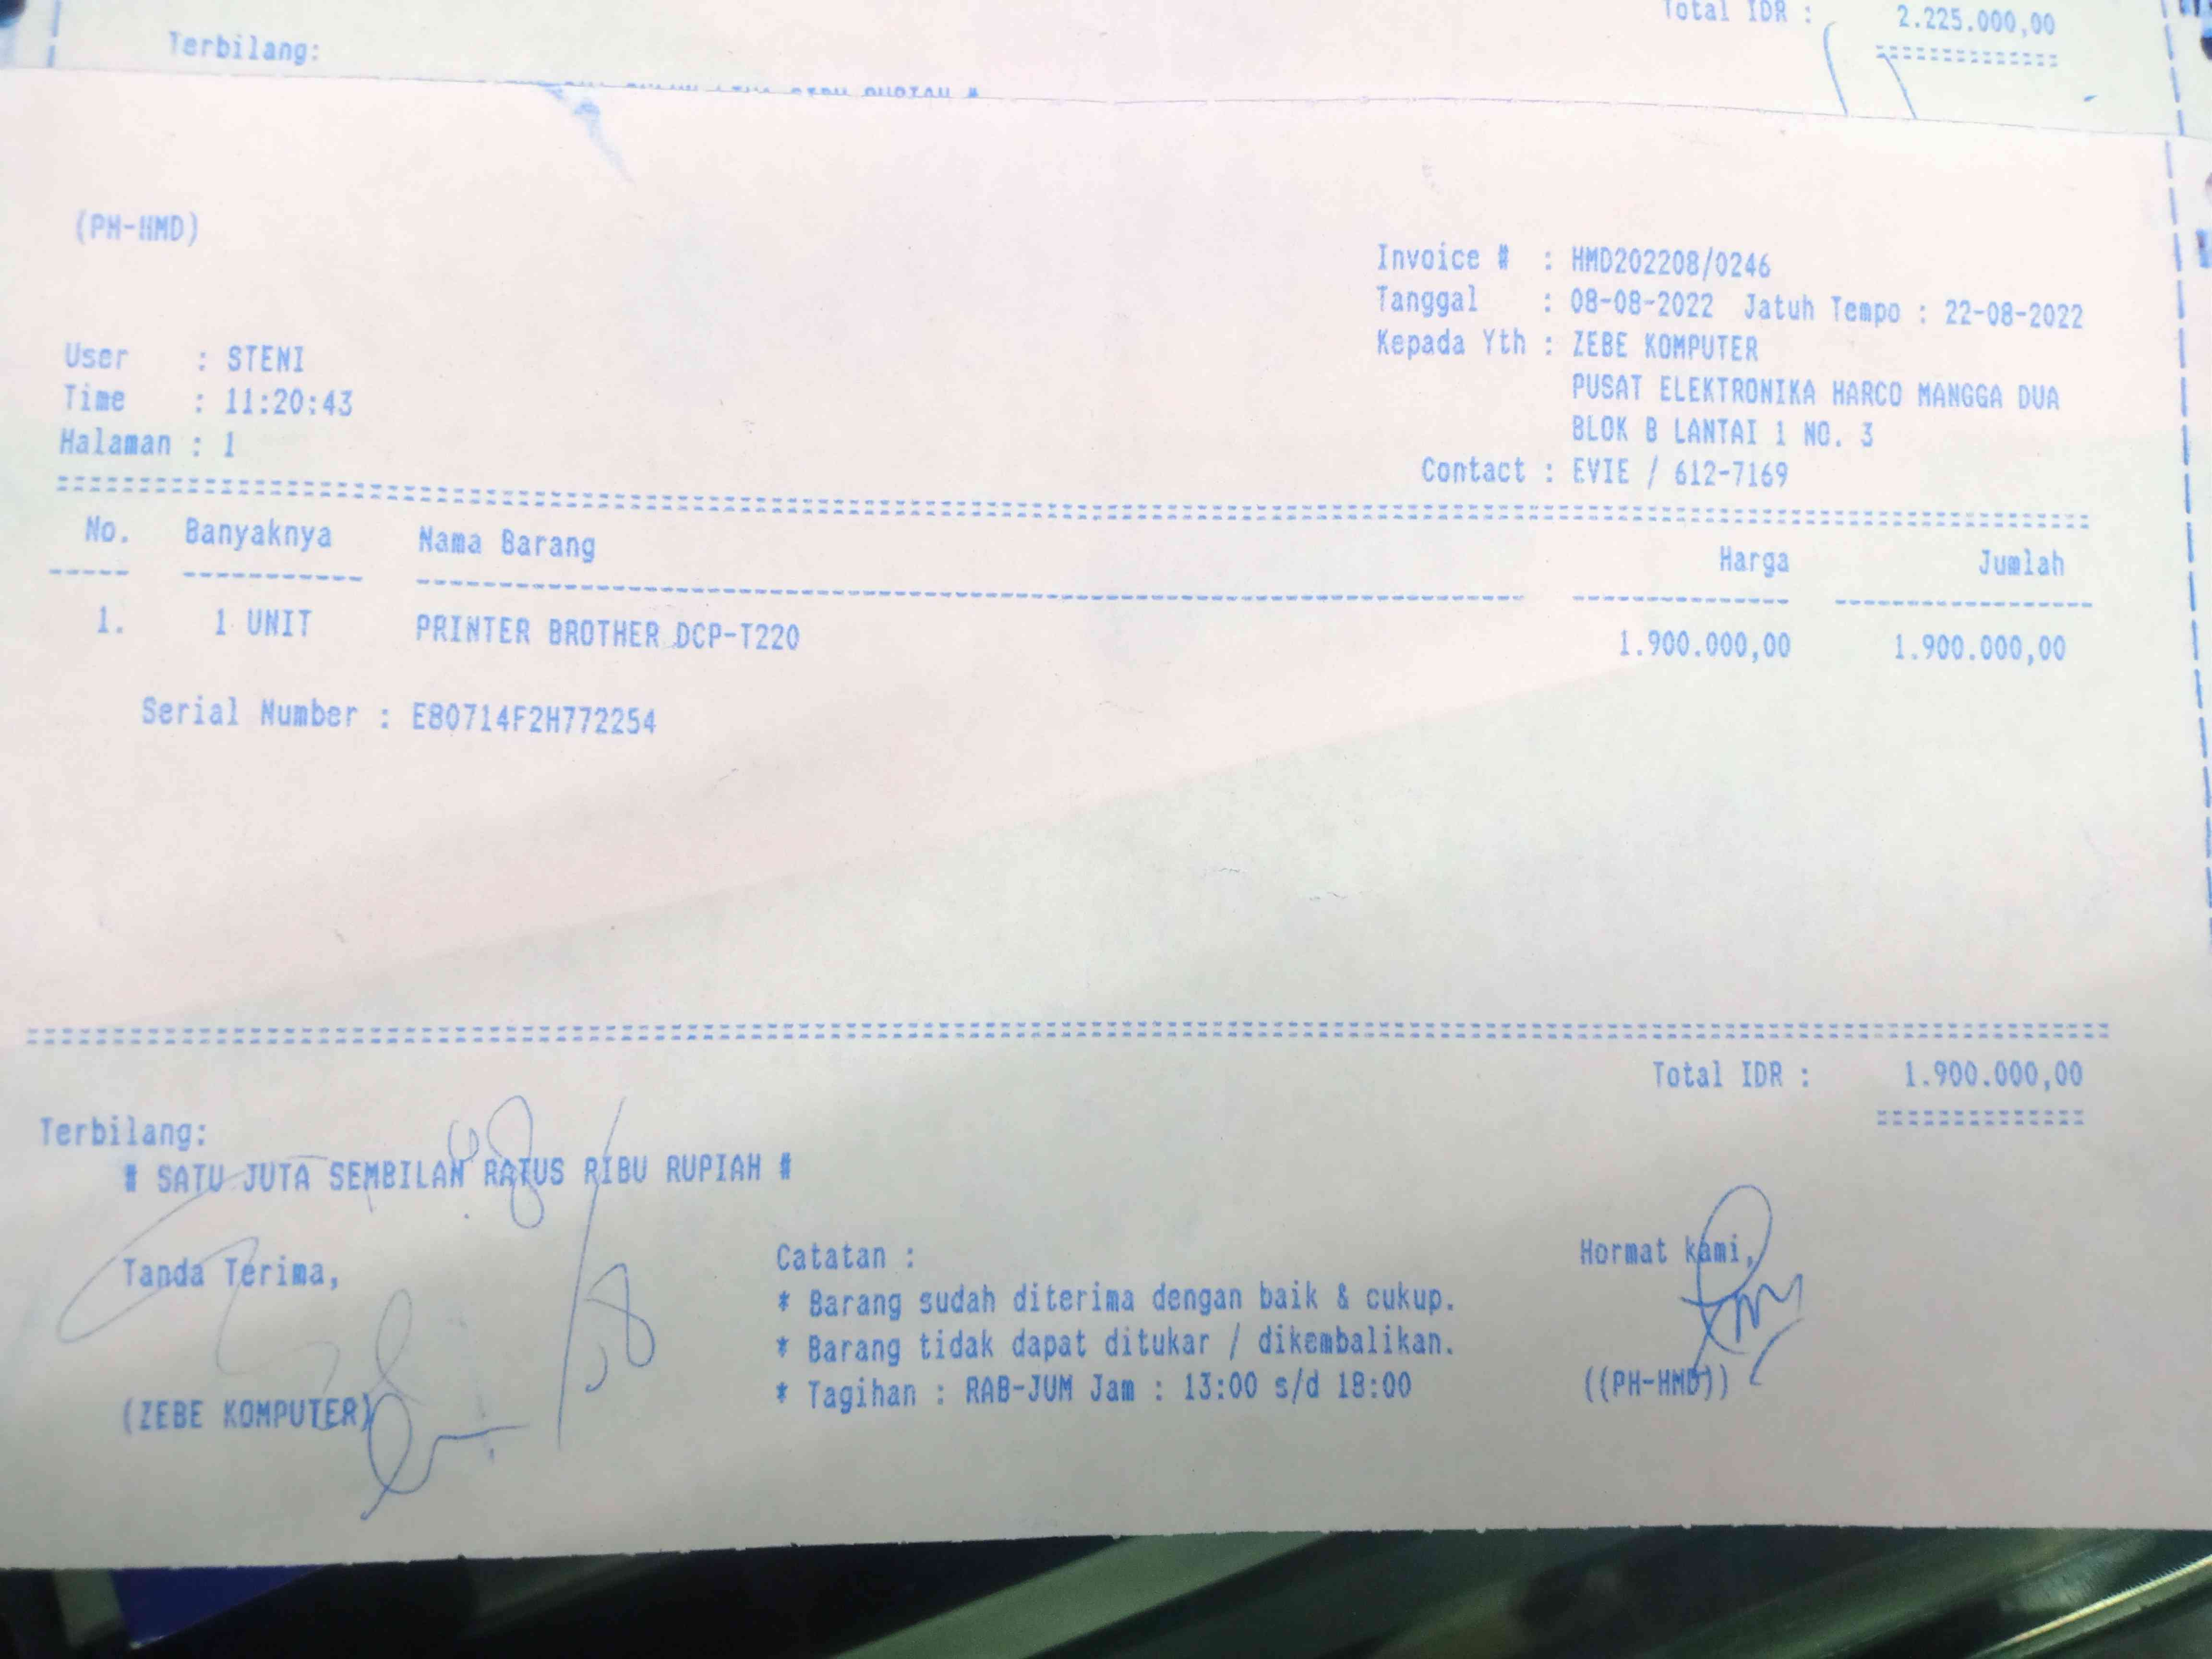 Total IDR : 2.225.000,00
Terbilang:
(PH-HMD)
Invoice # : HMD202208/0246
Tanggal : 08-08-2022 Jatuh Tempo : 22-08-2022
Kepada Yth : ZEBE KOMPUTER
PUSAT ELEKTRONIKA HARCO MANGGA DUA
BLOK B LANTAI 1 NO. 3
Contact : EVIE / 612-7169
User : STENI
Time : 11:20:43
Halaman : 1
No. Banyaknya Nama Barang Harga Jumlah
1. 1 UNIT PRINTER BROTHER DCP-T220 1.900.000,00 1.900.000,00
Serial Number : E80714F2H772254
Total IDR : 1.900.000,00
Terbilang:
# SATU JUTA SEMBILAN RATUS RIBU RUPIAH #
Tanda Terima,
(ZEBE KOMPUTER)
Catatan :
* Barang sudah diterima dengan baik & cukup.
* Barang tidak dapat ditukar / dikembalikan.
* Tagihan : RAB-JUM Jam : 13:00 s/d 18:00
Hormat kami,
((PH-HMD))